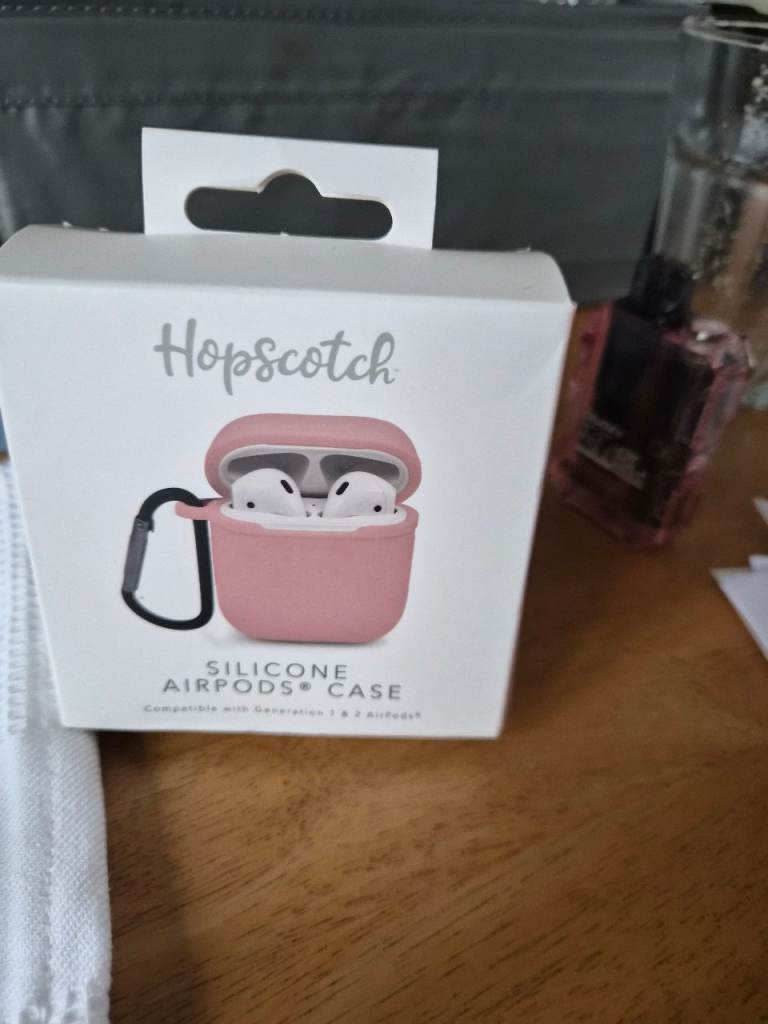 Hopscotch
SILICONE
AIRPODS® CASE
Compatible with Generation 1 & 2 AirPods®